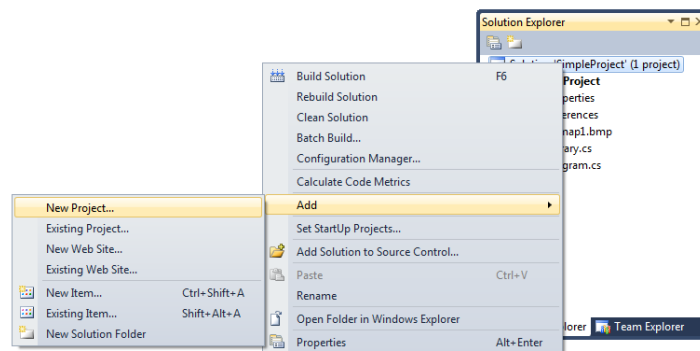 Solution Explorer
Solution 'SimpleProject' (1 project)
Build Solution F6
Project
Rebuild Solution
perties
Clean Solution
erences
Batch Build...
map1.bmp
Configuration Manager...
rary.cs
gram.cs
Calculate Code Metrics
Add
New Project...
Existing Project...
Set StartUp Projects...
New Web Site...
Add Solution to Source Control...
Existing Web Site...
Paste Ctrl+V
New Item... Ctrl+Shift+A
Rename
Existing Item... Shift+Alt+A
Open Folder in Windows Explorer
New Solution Folder
lorer Team Explorer
Properties Alt+Enter